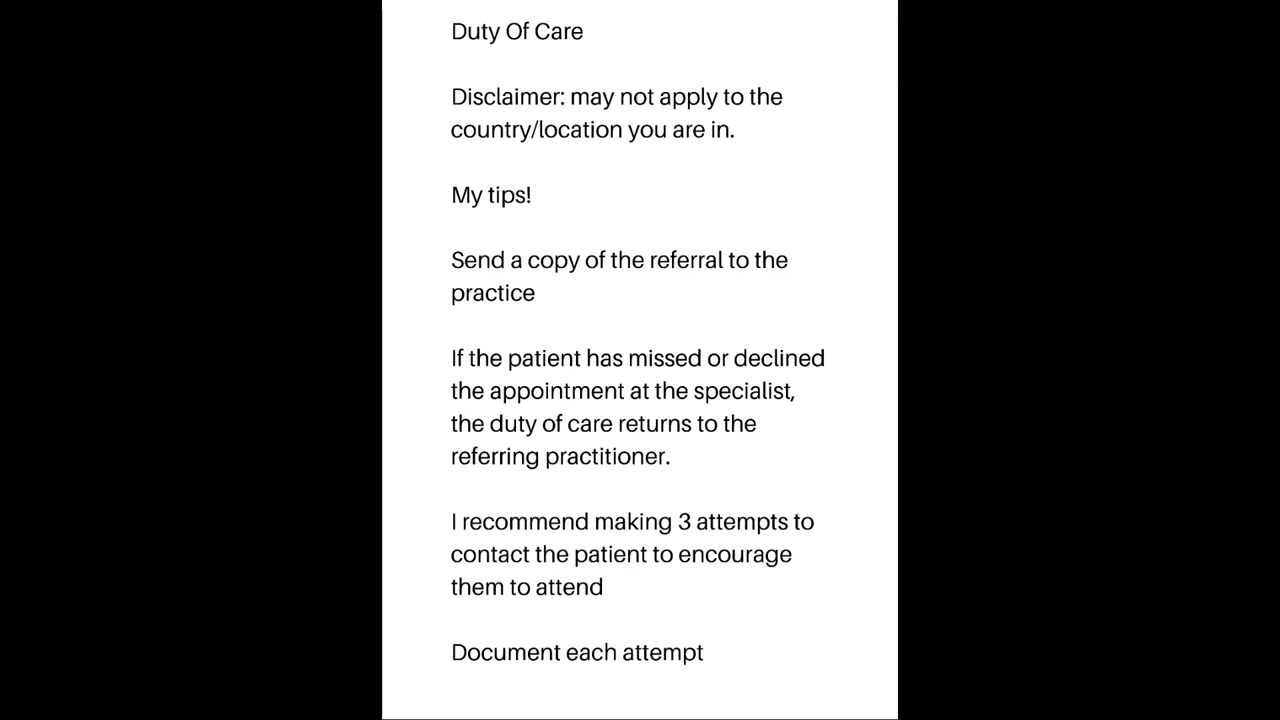 Duty Of Care
Disclaimer: may not apply to the
country/location you are in.
My tips!
Send a copy of the referral to the
practice
If the patient has missed or declined
the appointment at the specialist,
the duty of care returns to the
referring practitioner.
I recommend making 3 attempts to
contact the patient to encourage
them to attend
Document each attempt